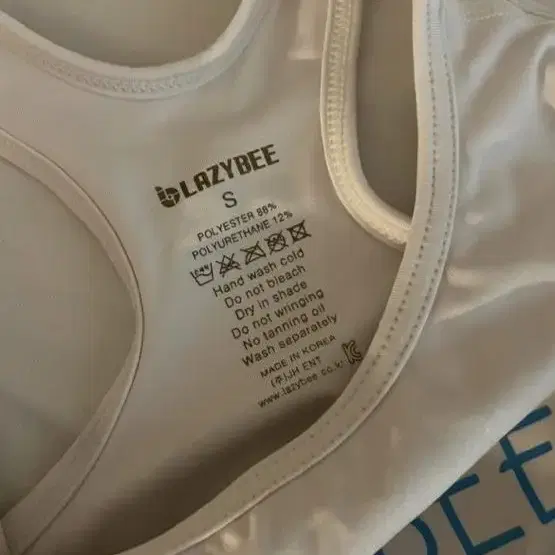 LAZYBEE
S
POLYESTER 88%
POLYURETHANE 12%
Hand wash cold
Do not bleach
Dry in shade
Do not wringing
No tanning oil
Wash separately
MADE IN KOREA
(주)JH ENT
www.lazybee.co.kr
BEE